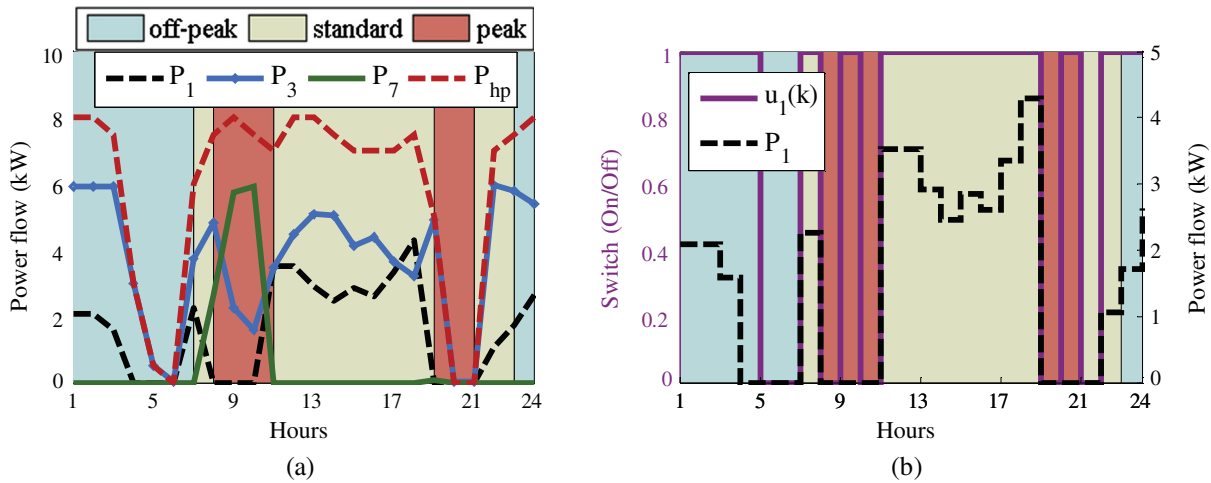 off-peak standard peak
P1 P3 P7 Php
Power flow (kW)
10
8
6
4
2
0
1 5 9 13 17 21 24
Hours
(a)
u1(k)
P1
Switch (On/Off)
1
0.8
0.6
0.4
0.2
0
Power flow (kW)
5
4
3
2
1
0
1 5 9 13 17 21 24
Hours
(b)